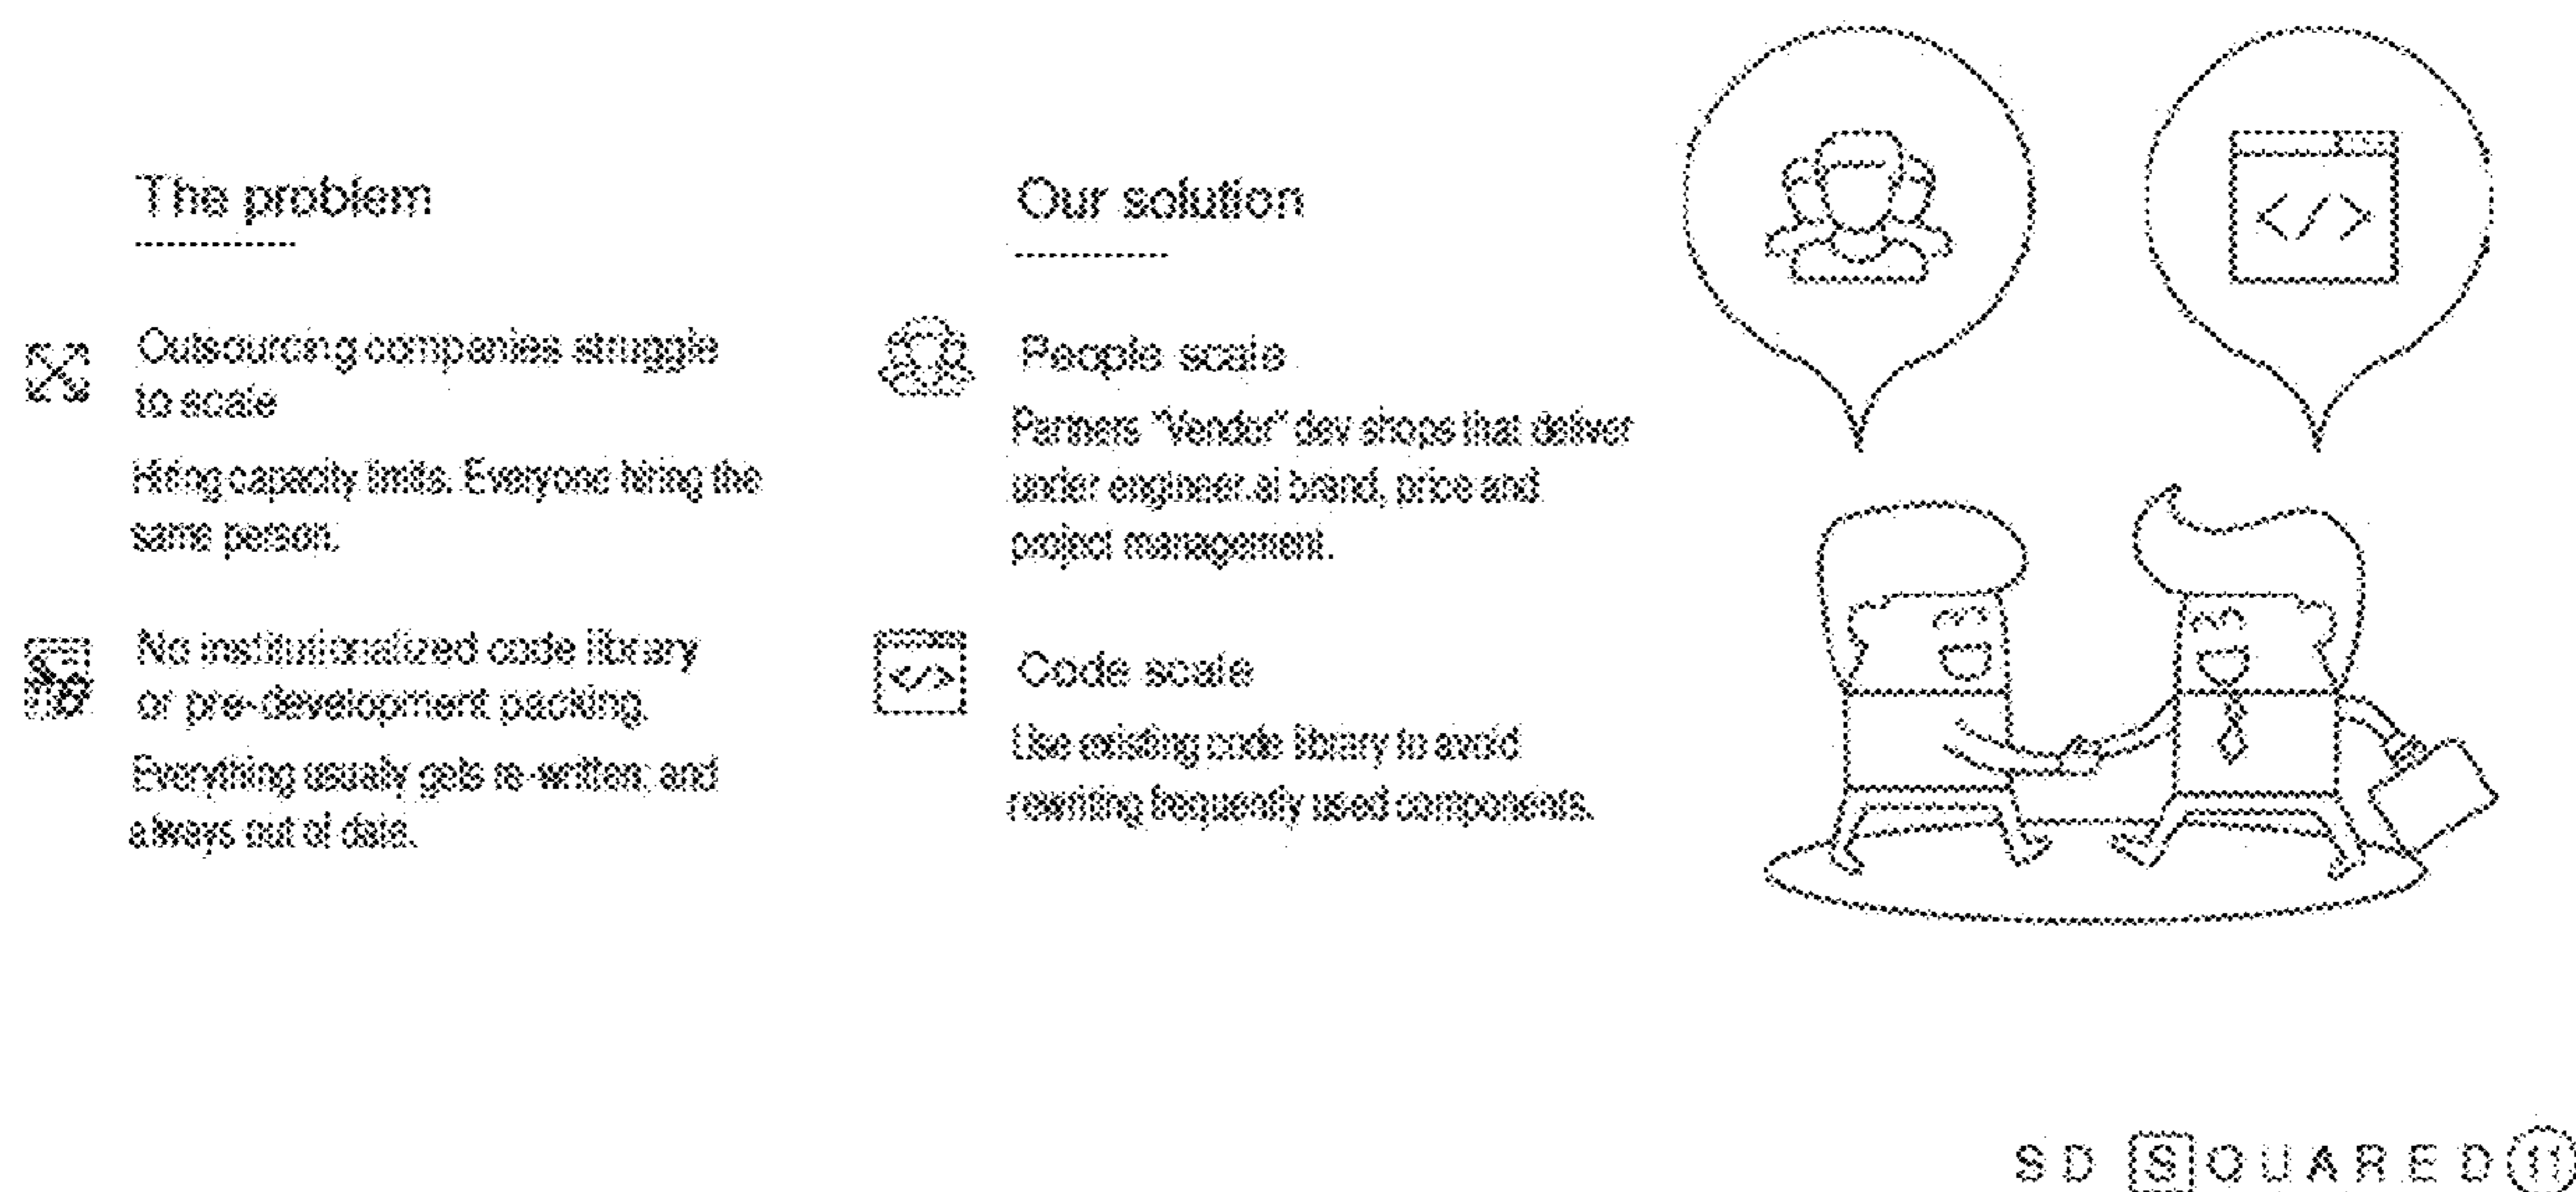 The problem
Outsourcing companies struggle
to scale
Hiring capacity limits. Everyone hiring the
same person.
No institutionalized code library
or pre-development packing.
Everything usually gets re-written, and
always out of data.
Our solution
People scale
Partners "Vendor" dev shops that deliver
under engineer.ai brand, price and
project management.
Code scale
Use existing code library to avoid
rewriting frequently used components.
</>
</>
SD SQUARED